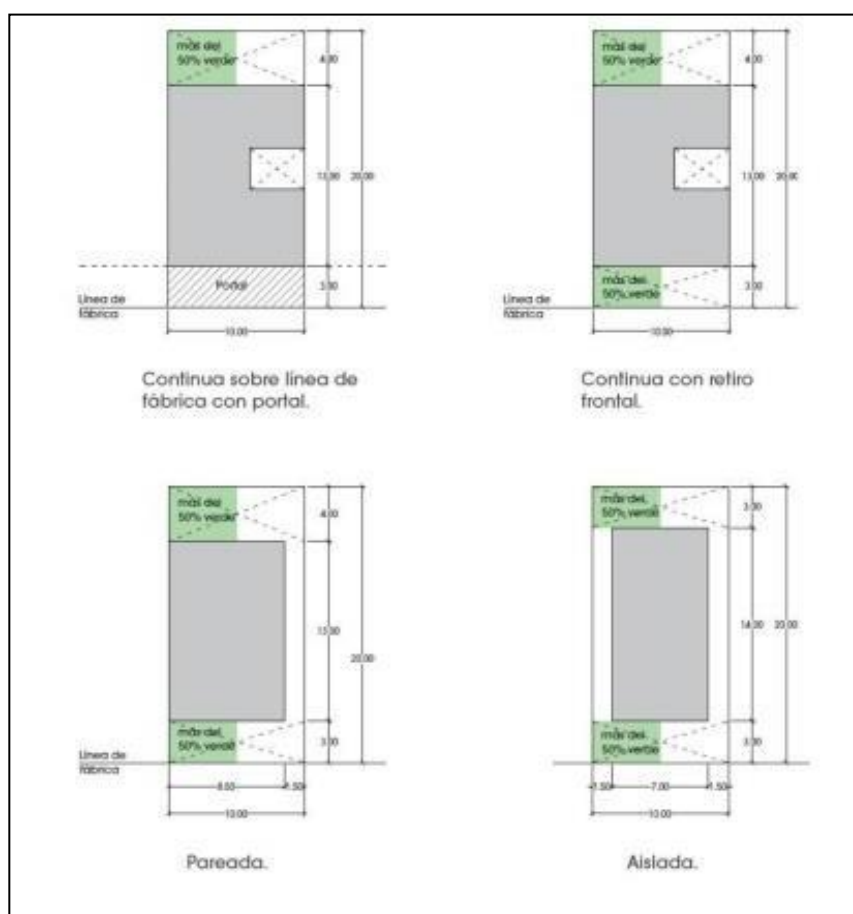 más del
50% verde
4.00
13.00
20.00
Portal
3.00
Línea de
fábrica
10.00
Continua sobre línea de
fábrica con portal.
más del
50% verde
4.00
13.00
20.00
más del
50% verde
3.00
Línea de
fábrica
10.00
Continua con retiro
frontal.
más del
50% verde
4.00
13.00
20.00
más del
50% verde
3.00
Línea de
fábrica
8.50
1.50
10.00
Pareada.
más del
50% verde
3.00
14.00
20.00
más del
50% verde
3.00
1.50
7.00
1.50
10.00
Aislada.